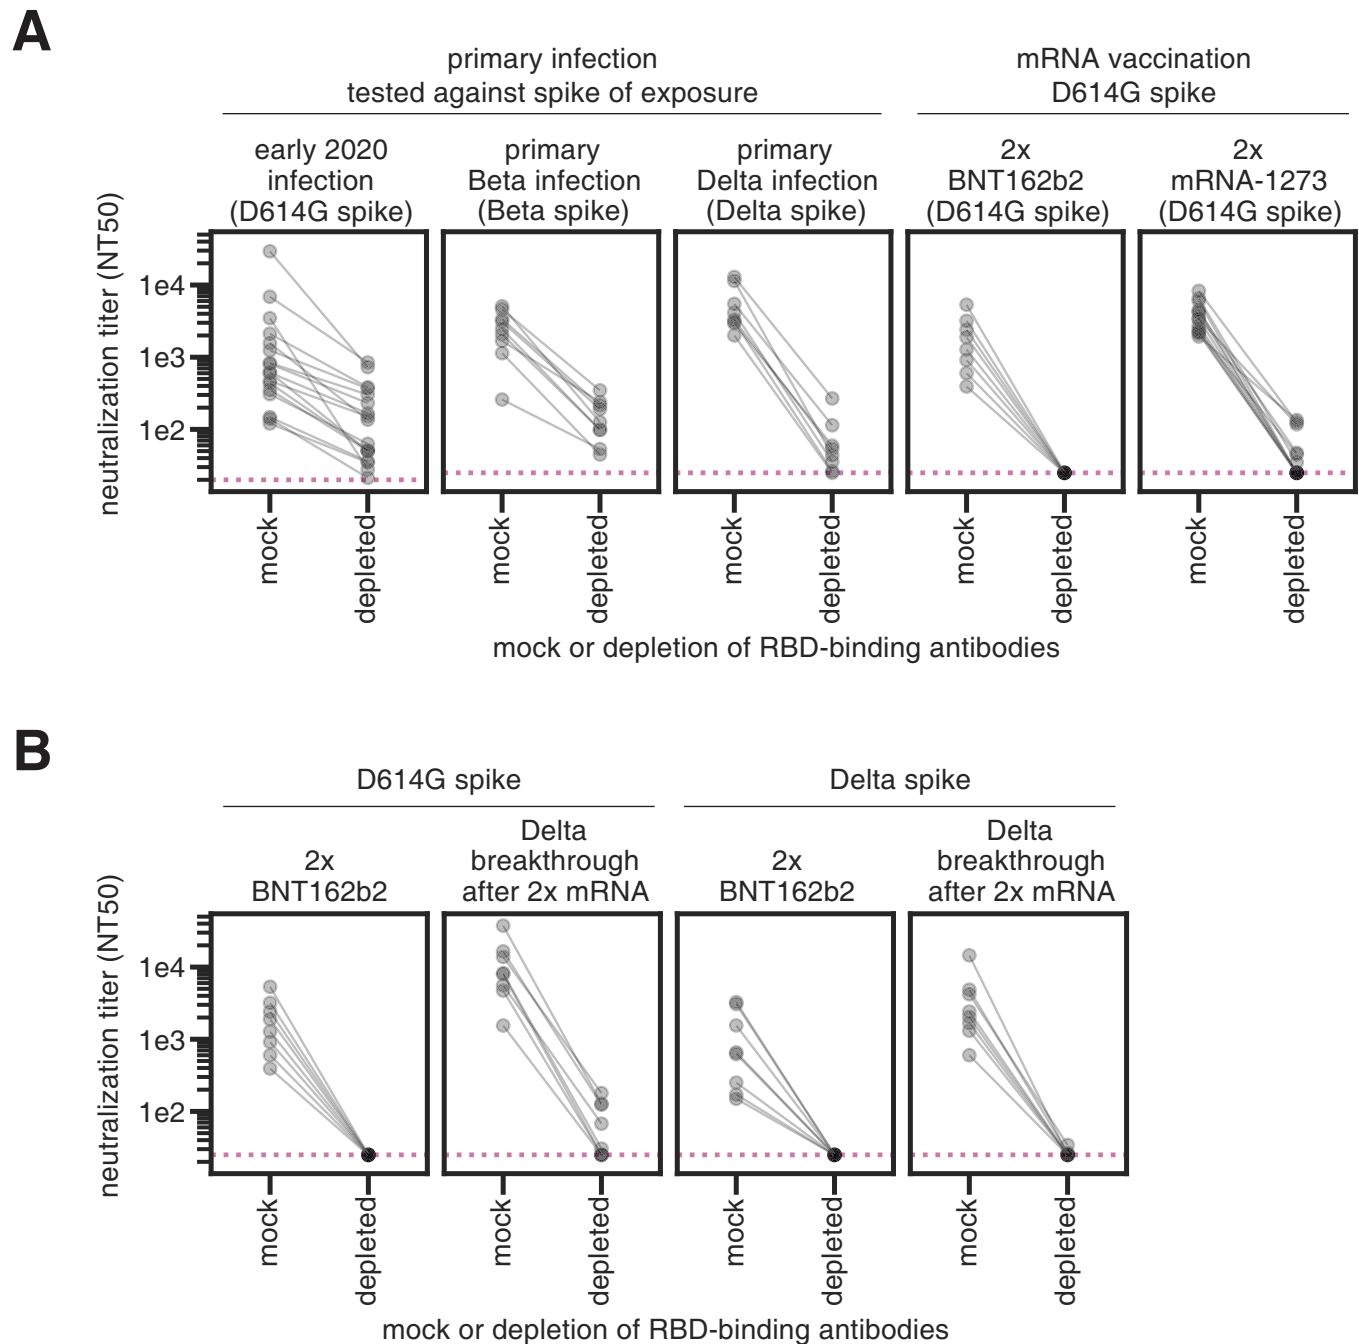 A
primary infection
tested against spike of exposure
mRNA vaccination
D614G spike
early 2020
infection
(D614G spike)
primary
Beta infection
(Beta spike)
primary
Delta infection
(Delta spike)
2x
BNT162b2
(D614G spike)
2x
mRNA-1273
(D614G spike)
neutralization titer (NT50)
1e4
1e3
1e2
mock
depleted
mock
depleted
mock
depleted
mock
depleted
mock
depleted
mock or depletion of RBD-binding antibodies
B
D614G spike
Delta spike
2x
BNT162b2
Delta
breakthrough
after 2x mRNA
2x
BNT162b2
Delta
breakthrough
after 2x mRNA
neutralization titer (NT50)
1e4
1e3
1e2
mock
depleted
mock
depleted
mock
depleted
mock
depleted
mock or depletion of RBD-binding antibodies